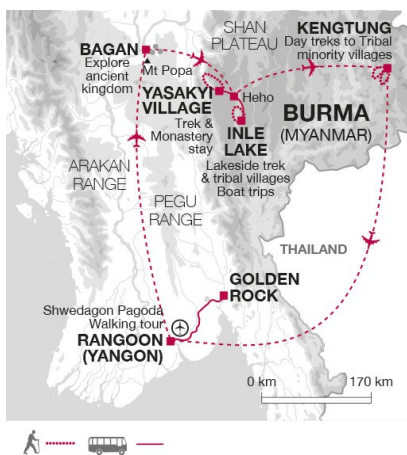 SHAN
PLATEAU
KENGTUNG
Day treks to Tribal
minority villages
BAGAN
Explore
ancient
kingdom
Mt Popa
YASAKYI
VILLAGE
Trek &
Monastery
stay
Heho
BURMA
(MYANMAR)
INLE
LAKE
Lakeside trek
& tribal villages
Boat trips
ARAKAN
RANGE
PEGU
RANGE
THAILAND
GOLDEN
ROCK
Shwedagon Pagoda
Walking tour
RANGOON
(YANGON)
0 km 170 km